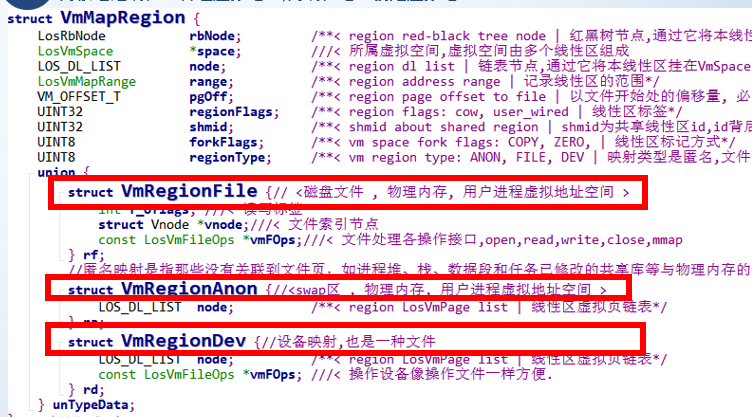 struct VmMapRegion {
LosRbNode rbNode; /**< region red-black tree node | 红黑树节点,通过它将本线性
LosVmSpace *space; ///< 所属虚拟空间,虚拟空间由多个线性区组成
LOS_DL_LIST node; /**< region dl list | 链表节点,通过它将本线性区挂在VmSpace
LosVmMapRange range; /**< region address range | 记录线性区的范围*/
VM_OFFSET_T pgOff; /**< region page offset to file | 以文件开始处的偏移量, 必
UINT32 regionFlags; /**< region flags: cow, user_wired | 线性区标签*/
UINT32 shmid; /**< shmid about shared region | shmid为共享线性区id,id背后
UINT8 forkFlags; /**< vm space fork flags: COPY, ZERO, | 线性区标记方式*/
UINT8 regionType; /**< vm region type: ANON, FILE, DEV | 映射类型是匿名,文件
union {
struct VmRegionFile {// <磁盘文件 , 物理内存, 用户进程虚拟地址空间 >
int f_oflags; ///< 读写标签
struct Vnode *vnode;///< 文件索引节点
const LosVmFileOps *vmFOps;///< 文件处理各操作接口,open,read,write,close,mmap
} rf;
//匿名映射是指那些没有关联到文件页，如进程堆、栈、数据段和任务已修改的共享库等与物理内存的
struct VmRegionAnon {//<swap区 , 物理内存, 用户进程虚拟地址空间 >
LOS_DL_LIST node; /**< region LosVmPage list | 线性区虚拟页链表*/
} ra;
struct VmRegionDev {//设备映射,也是一种文件
LOS_DL_LIST node; /**< region LosVmPage list | 线性区虚拟页链表*/
const LosVmFileOps *vmFOps; ///< 操作设备像操作文件一样方便.
} rd;
} unTypeData;